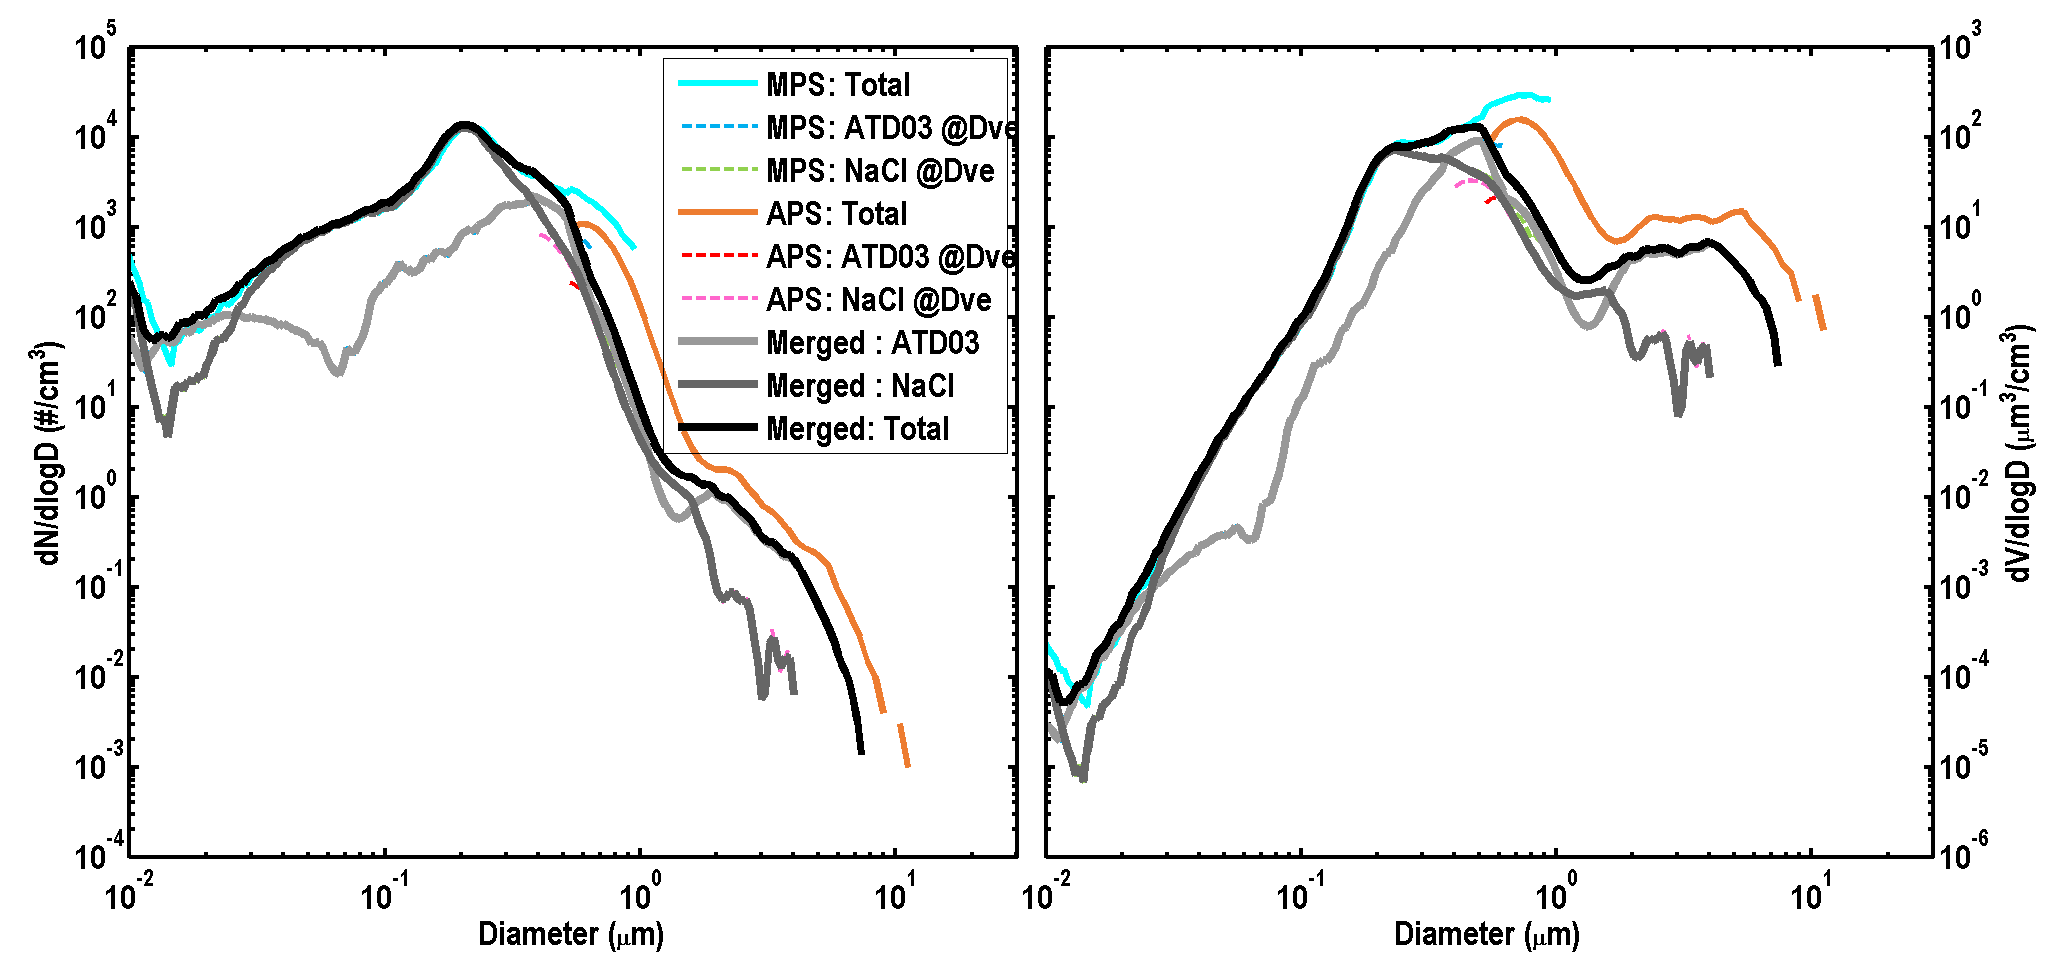 10^5
10^4
10^3
10^2
10^1
10^0
10^-1
10^-2
10^-3
10^-4
dN/dlogD (#/cm^3)
10^-2
10^-1
10^0
10^1
Diameter (μm)
MPS: Total
MPS: ATD03 @Dve
MPS: NaCl @Dve
APS: Total
APS: ATD03 @Dve
APS: NaCl @Dve
Merged : ATD03
Merged : NaCl
Merged: Total
10^-2
10^-1
10^0
10^1
Diameter (μm)
10^3
10^2
10^1
10^0
10^-1
10^-2
10^-3
10^-4
10^-5
10^-6
dV/dlogD (μm^3/cm^3)